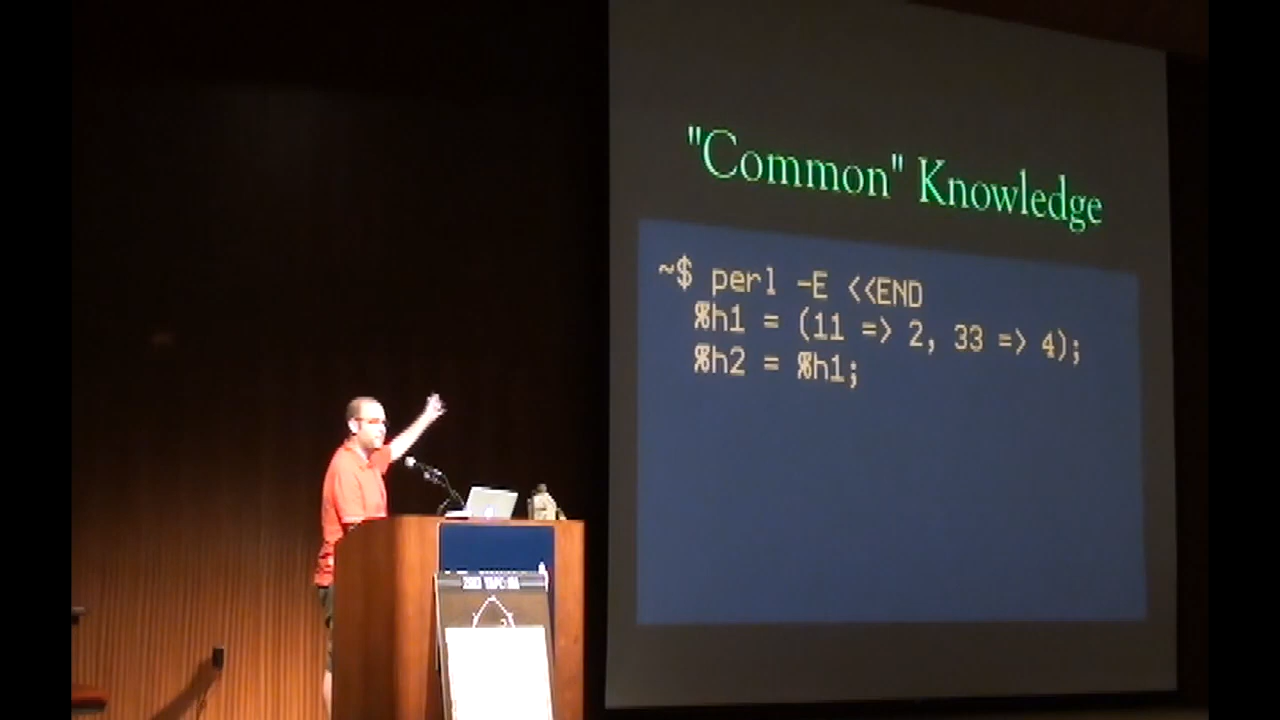 "Common" Knowledge
~$ perl -E <<END
%h1 = (11 => 2, 33 => 4);
%h2 = %h1;